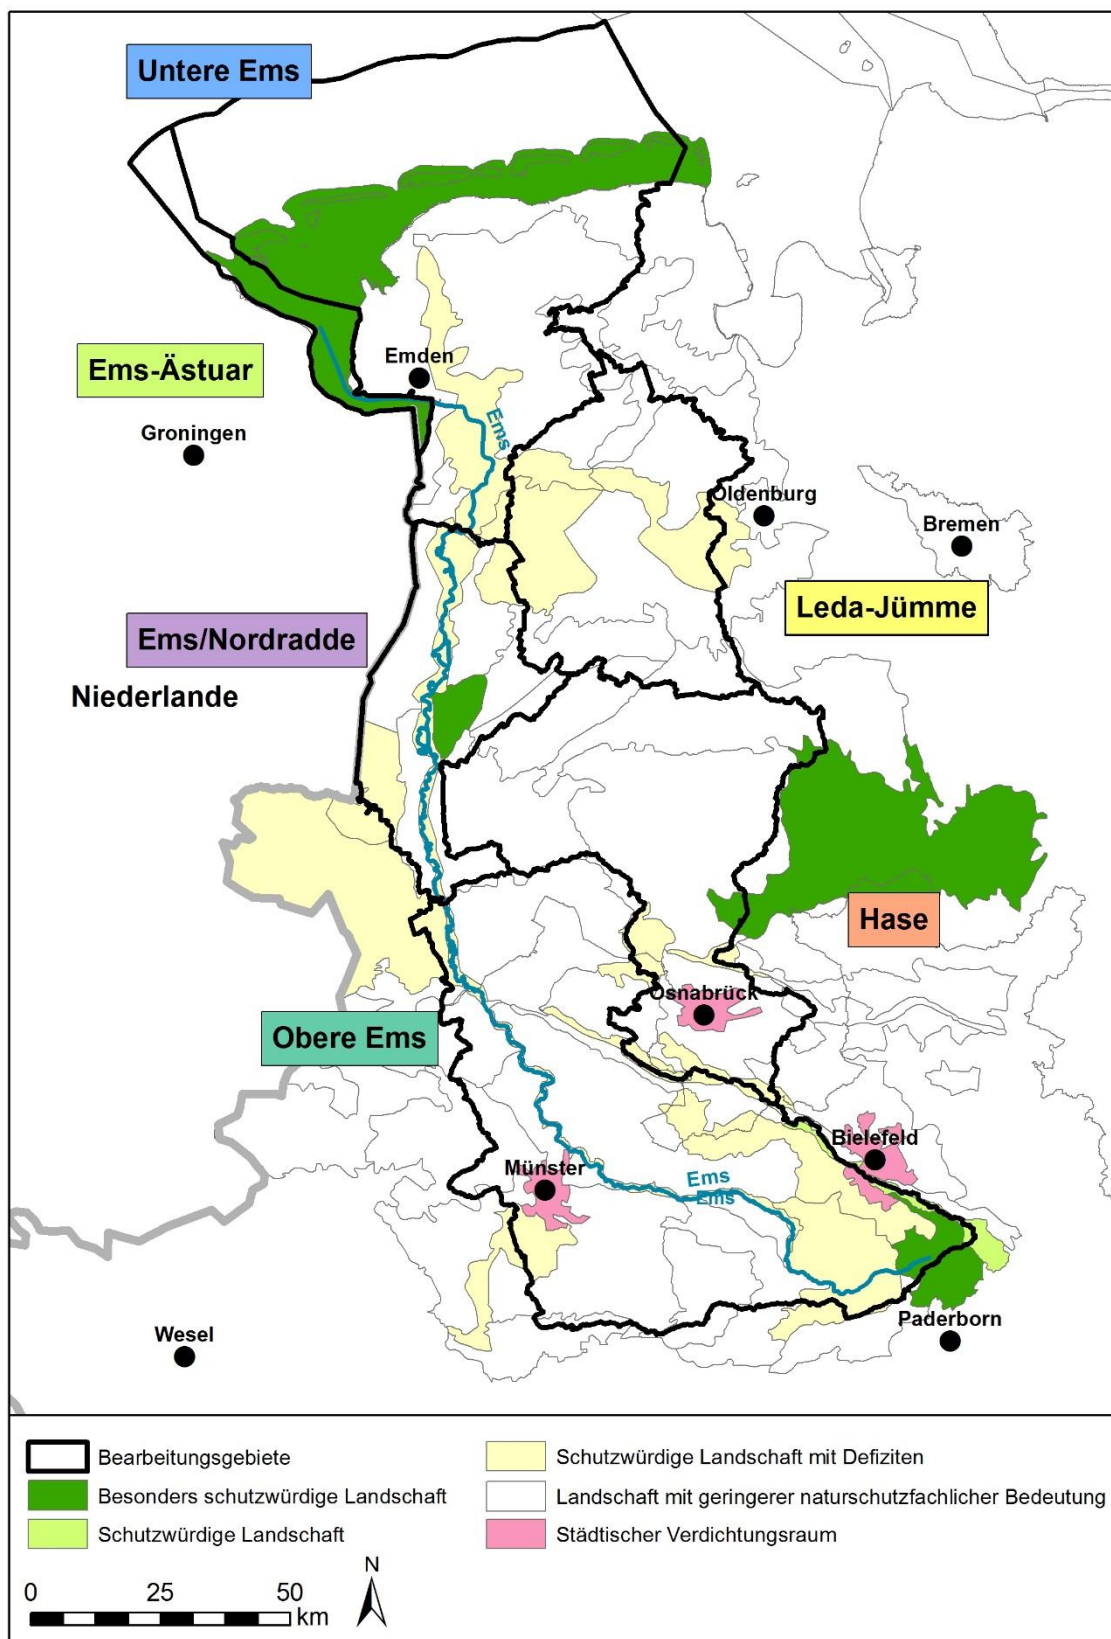 Untere Ems
Ems-Ästuar
Emden
Groningen
Ems
Oldenburg
Bremen
Leda-Jümme
Ems/Nordradde
Niederlande
Hase
Osnabrück
Obere Ems
Bielefeld
Münster
Ems
Ems
Paderborn
Wesel
Bearbeitungsgebiete
Besonders schutzwürdige Landschaft
Schutzwürdige Landschaft
Schutzwürdige Landschaft mit Defiziten
Landschaft mit geringerer naturschutzfachlicher Bedeutung
Städtischer Verdichtungsraum
N
0 25 50
km